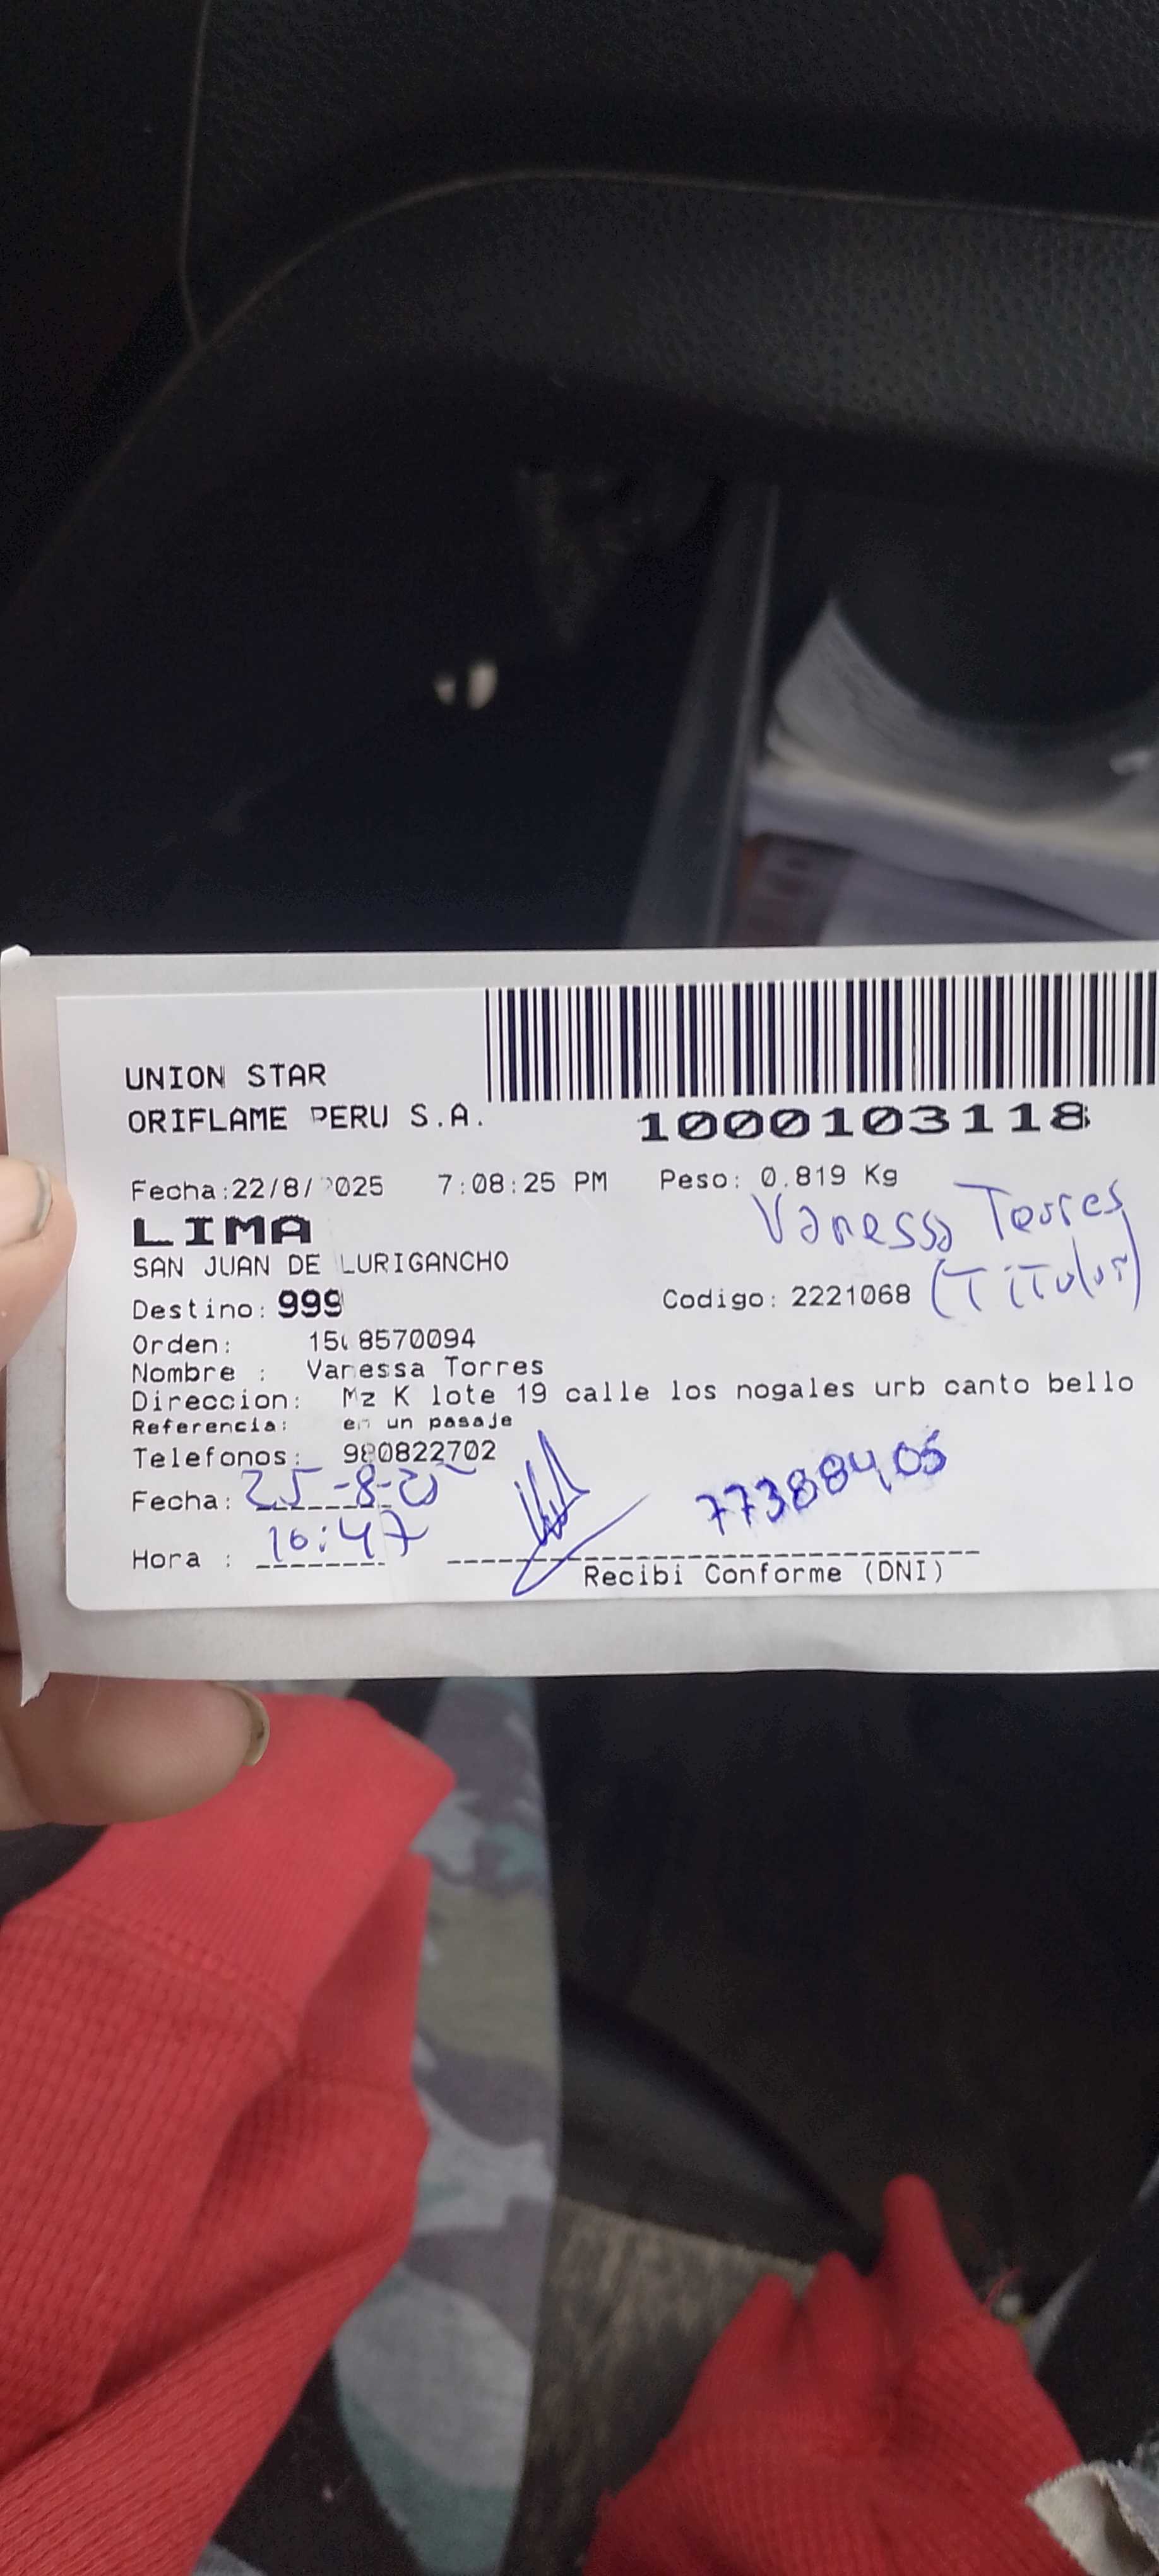 UNION STAR
ORIFLAME PERU S.A.
1000103118
Fecha:22/8/2025 7:08:25 PM Peso: 0.819 Kg
Vanessa Torres
LIMA
SAN JUAN DE LURIGANCHO
(Titular)
Destino: 999 Codigo: 2221068
Orden: 8570094
Nombre : Vanessa Torres
Direccion: Mz K lote 19 calle los nogales urb canto bello
Referencia: en un pasaje
Telefonos: 980822702
Fecha: 25-8-25
77388405
Hora : 16:47
Recibi Conforme (DNI)